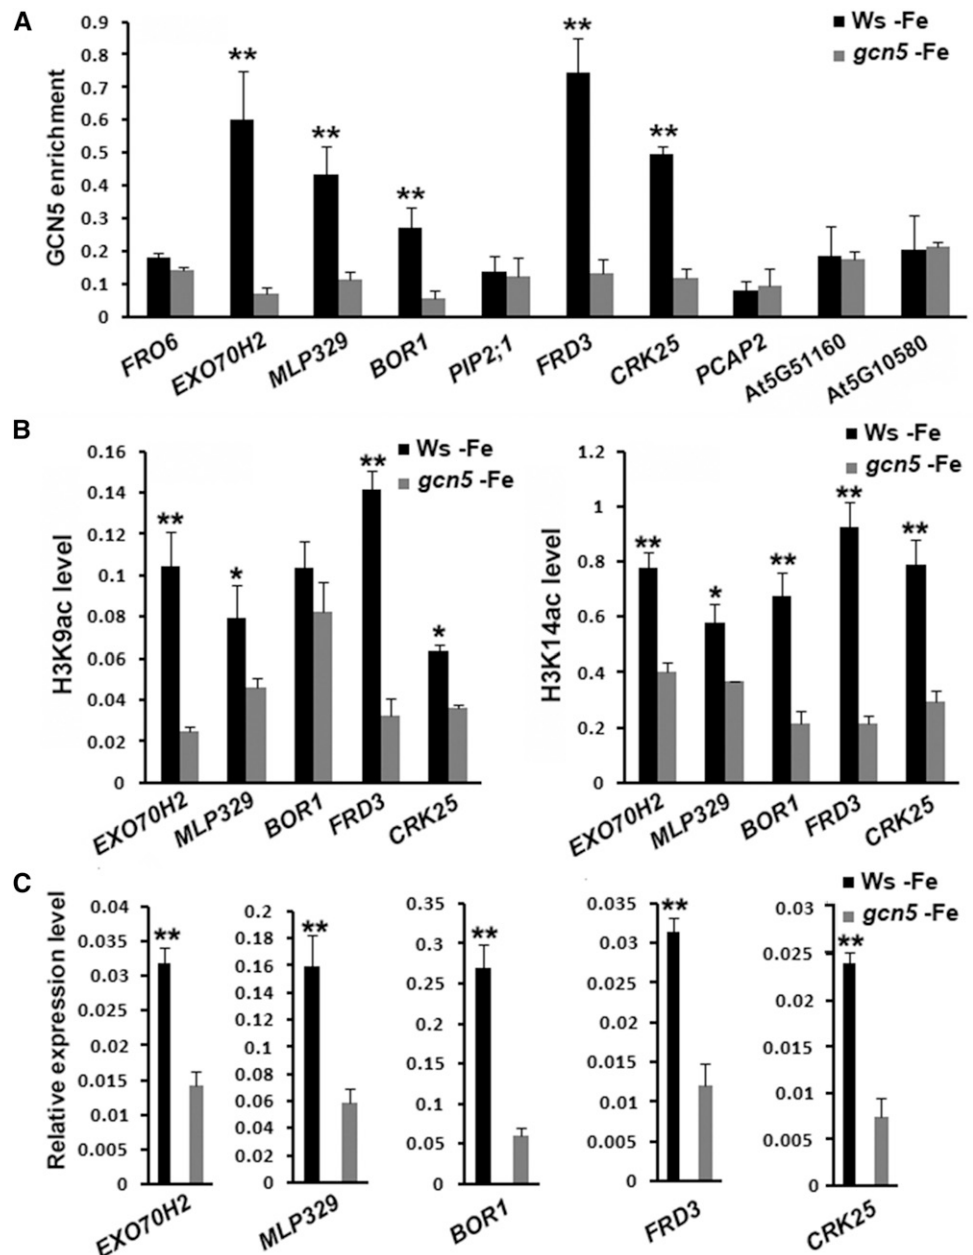 A
GCN5 enrichment
0.9
0.8
0.7
0.6
0.5
0.4
0.3
0.2
0.1
0
**
**
**
**
**
Ws -Fe
gcn5 -Fe
FRO6
EXO70H2
MLP329
BOR1
PIP2;1
FRD3
CRK25
PCAP2
At5G51160
At5G10580
B
H3K9ac level
0.16
0.14
0.12
0.1
0.08
0.06
0.04
0.02
0
**
*
**
*
Ws -Fe
gcn5 -Fe
EXO70H2
MLP329
BOR1
FRD3
CRK25
H3K14ac level
1.2
1
0.8
0.6
0.4
0.2
0
**
*
**
**
**
Ws -Fe
gcn5 -Fe
EXO70H2
MLP329
BOR1
FRD3
CRK25
C
Relative expression level
0.04
0.035
0.03
0.025
0.02
0.015
0.01
0.005
0
**
EXO70H2
0.2
0.18
0.16
0.14
0.12
0.1
0.08
0.06
0.04
0.02
0
**
MLP329
0.35
0.3
0.25
0.2
0.15
0.1
0.05
0
**
BOR1
0.035
0.03
0.025
0.02
0.015
0.01
0.005
0
**
FRD3
Ws -Fe
gcn5 -Fe
0.03
0.025
0.02
0.015
0.01
0.005
0
**
CRK25